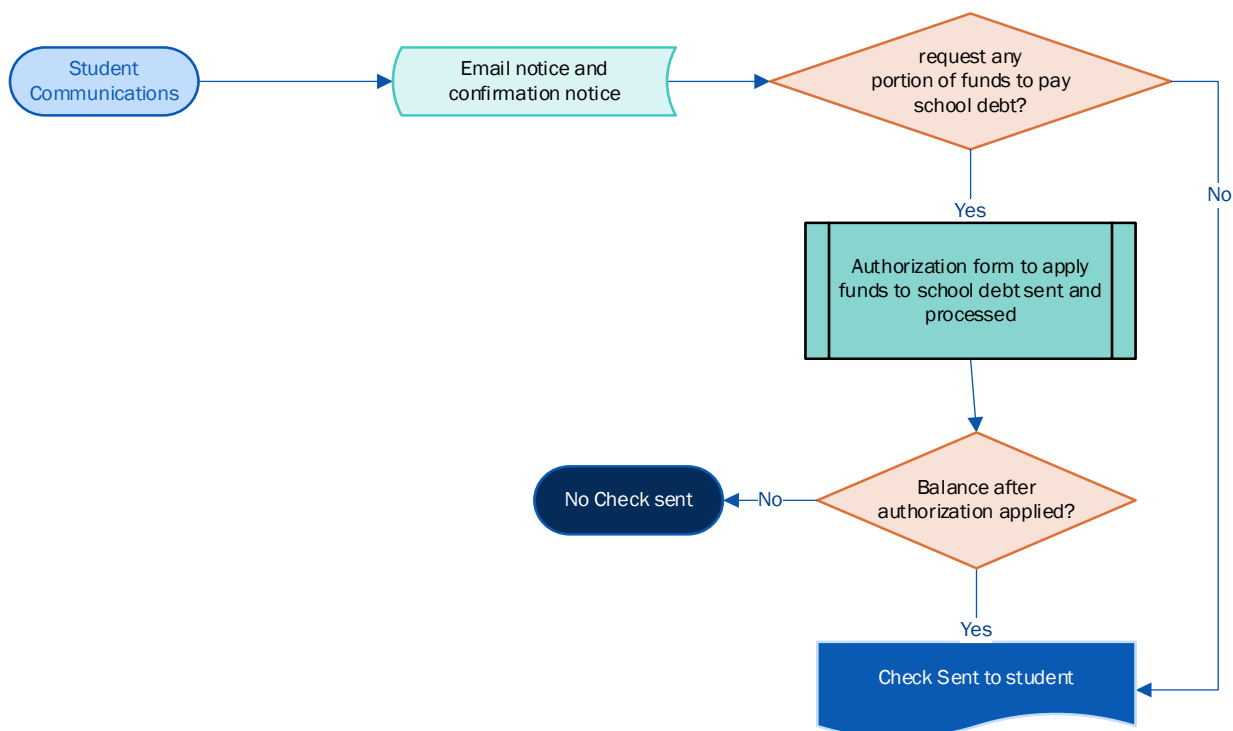 Student
Communications
Email notice and
confirmation notice
request any
portion of funds to pay
school debt?
No
Yes
Authorization form to apply
funds to school debt sent and
processed
Balance after
authorization applied?
No
No Check sent
Yes
Check Sent to student